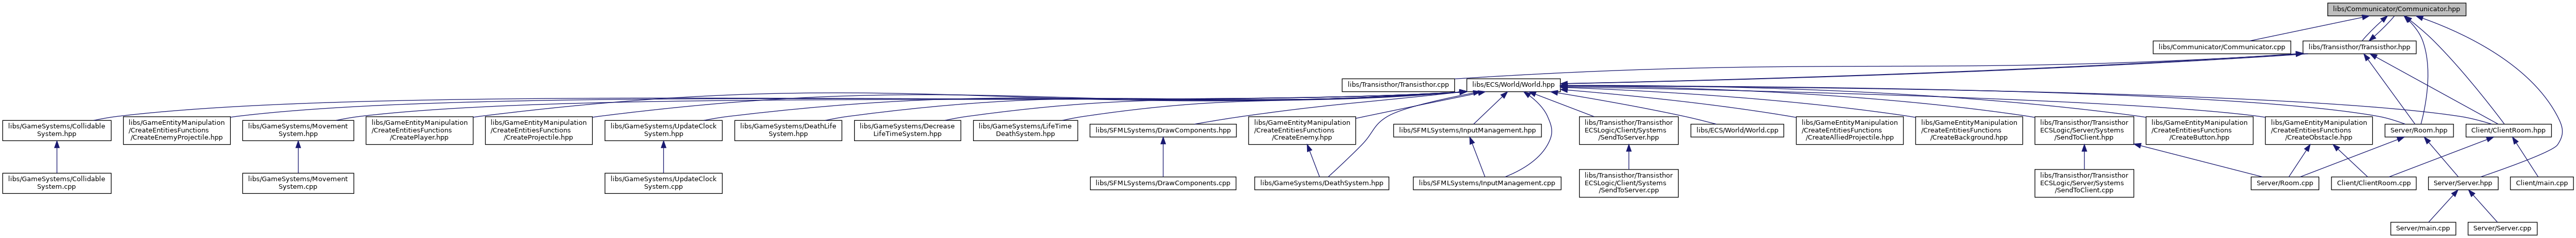 libs/Communicator/Communicator.hpp
libs/Communicator/Communicator.cpp
libs/Transisthor/Transisthor.hpp
libs/Transisthor/Transisthor.cpp
libs/ECS/World/World.hpp
libs/GameSystems/Collidable
System.hpp
libs/GameEntityManipulation
/CreateEntitiesFunctions
/CreateEnemyProjectile.hpp
libs/GameSystems/Movement
System.hpp
libs/GameEntityManipulation
/CreateEntitiesFunctions
/CreatePlayer.hpp
libs/GameEntityManipulation
/CreateEntitiesFunctions
/CreateProjectile.hpp
libs/GameSystems/UpdateClock
System.hpp
libs/GameSystems/DeathLife
System.hpp
libs/GameSystems/Decrease
LifeTimeSystem.hpp
libs/GameSystems/LifeTime
DeathSystem.hpp
libs/SFMLSystems/DrawComponents.hpp
libs/GameEntityManipulation
/CreateEntitiesFunctions
/CreateEnemy.hpp
libs/SFMLSystems/InputManagement.hpp
libs/Transisthor/Transisthor
ECSLogic/Client/Systems
/SendToServer.hpp
libs/ECS/World/World.cpp
libs/GameEntityManipulation
/CreateEntitiesFunctions
/CreateAlliedProjectile.hpp
libs/GameEntityManipulation
/CreateEntitiesFunctions
/CreateBackground.hpp
libs/Transisthor/Transisthor
ECSLogic/Server/Systems
/SendToClient.hpp
libs/GameEntityManipulation
/CreateEntitiesFunctions
/CreateButton.hpp
libs/GameEntityManipulation
/CreateEntitiesFunctions
/CreateObstacle.hpp
Server/Room.hpp
Client/ClientRoom.hpp
libs/GameSystems/Collidable
System.cpp
libs/GameSystems/Movement
System.cpp
libs/GameSystems/UpdateClock
System.cpp
libs/SFMLSystems/DrawComponents.cpp
libs/GameSystems/DeathSystem.hpp
libs/SFMLSystems/InputManagement.cpp
libs/Transisthor/Transisthor
ECSLogic/Client/Systems
/SendToServer.cpp
libs/Transisthor/Transisthor
ECSLogic/Server/Systems
/SendToClient.cpp
Server/Room.cpp
Client/ClientRoom.cpp
Server/Server.hpp
Client/main.cpp
Server/main.cpp
Server/Server.cpp